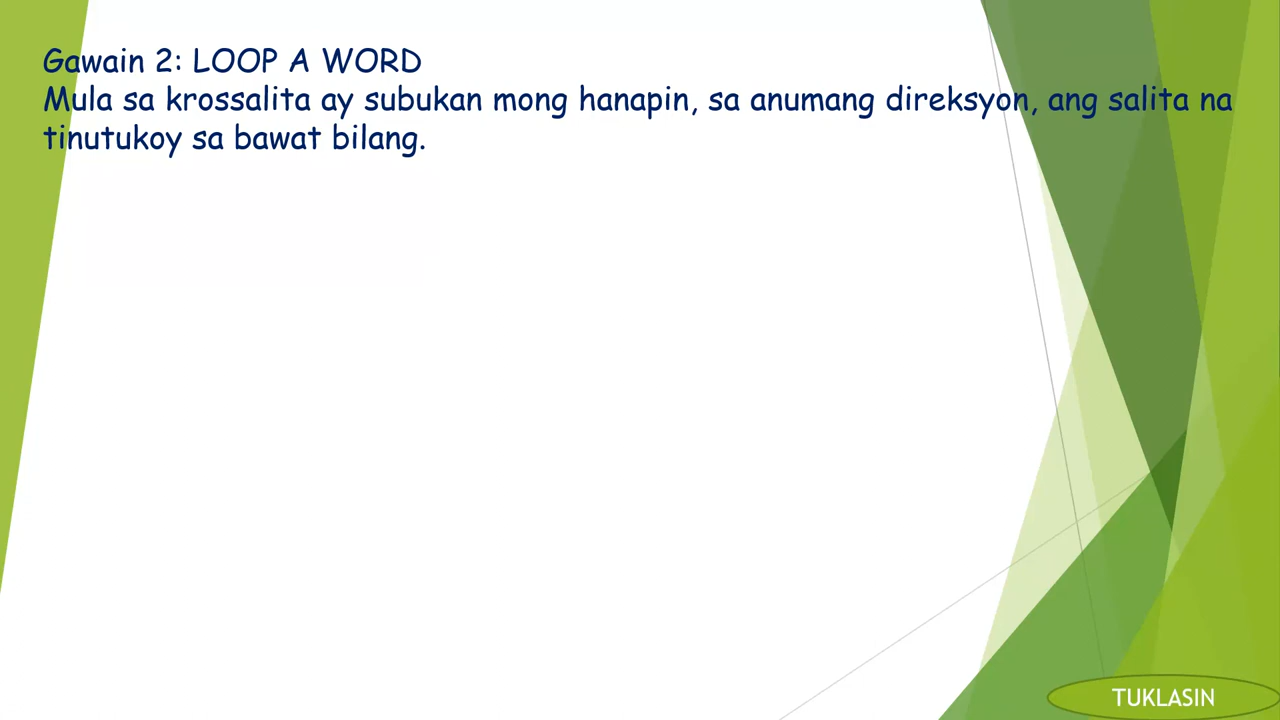 Gawain 2: LOOP A WORD
Mula sa krossalita ay subukan mong hanapin, sa anumang direksyon, ang salita na
tinutukoy sa bawat bilang.
TUKLASIN